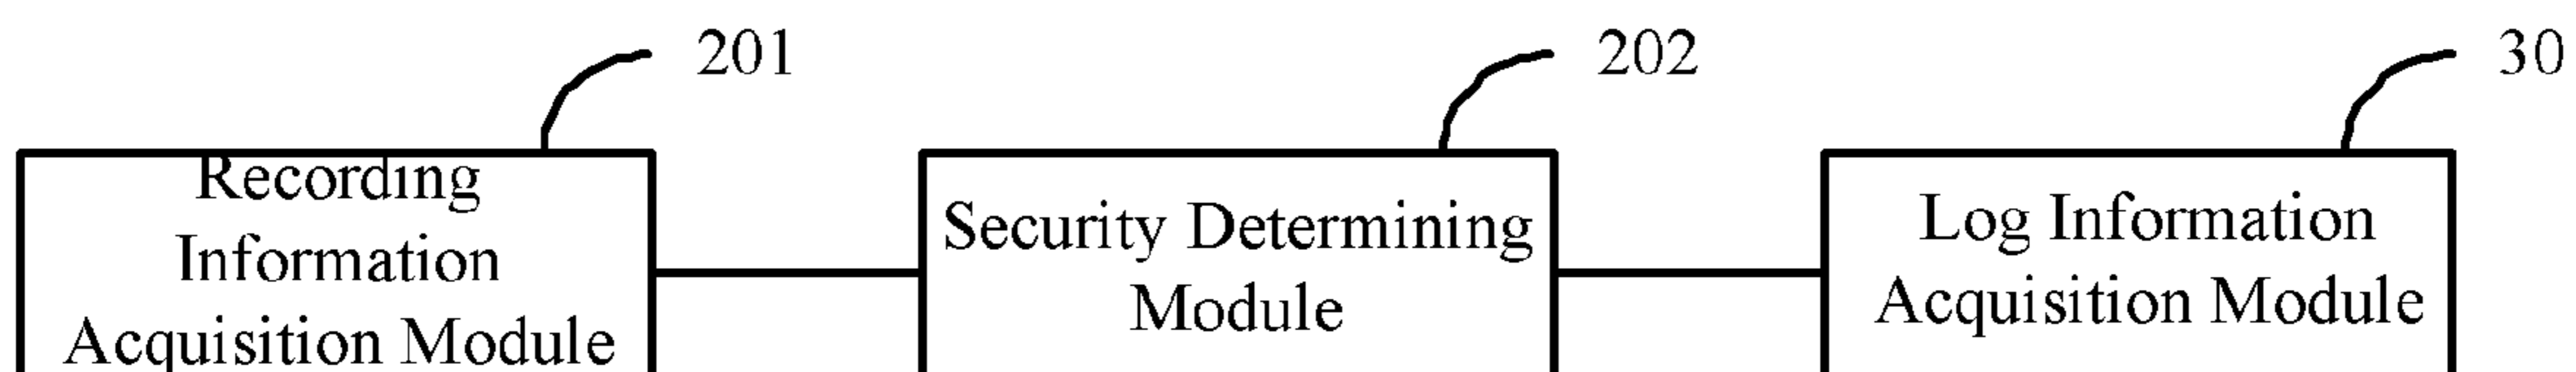 201
202
30
Recording
Information
Acquisition Module
Security Determining
Module
Log Information
Acquisition Module